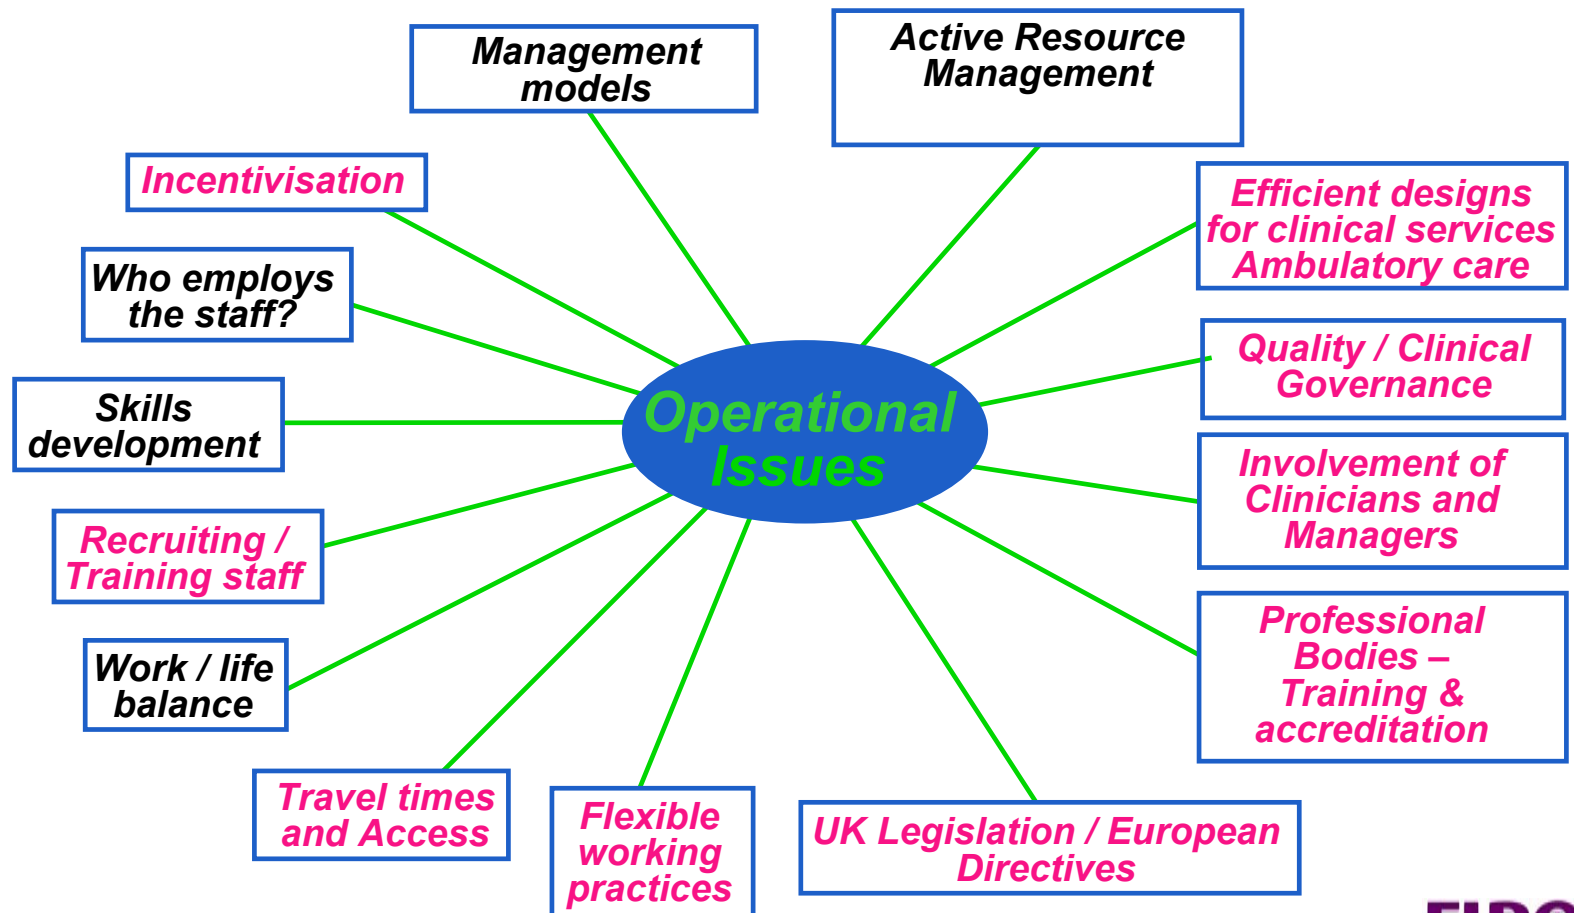 Management
models
Active Resource
Management
Incentivisation
Efficient designs
for clinical services
Ambulatory care
Who employs
the staff?
Quality / Clinical
Governance
Skills
development
Operational
Issues
Involvement of
Clinicians and
Managers
Recruiting /
Training staff
Professional
Bodies –
Training &
accreditation
Work / life
balance
Travel times
and Access
Flexible
working
practices
UK Legislation / European
Directives